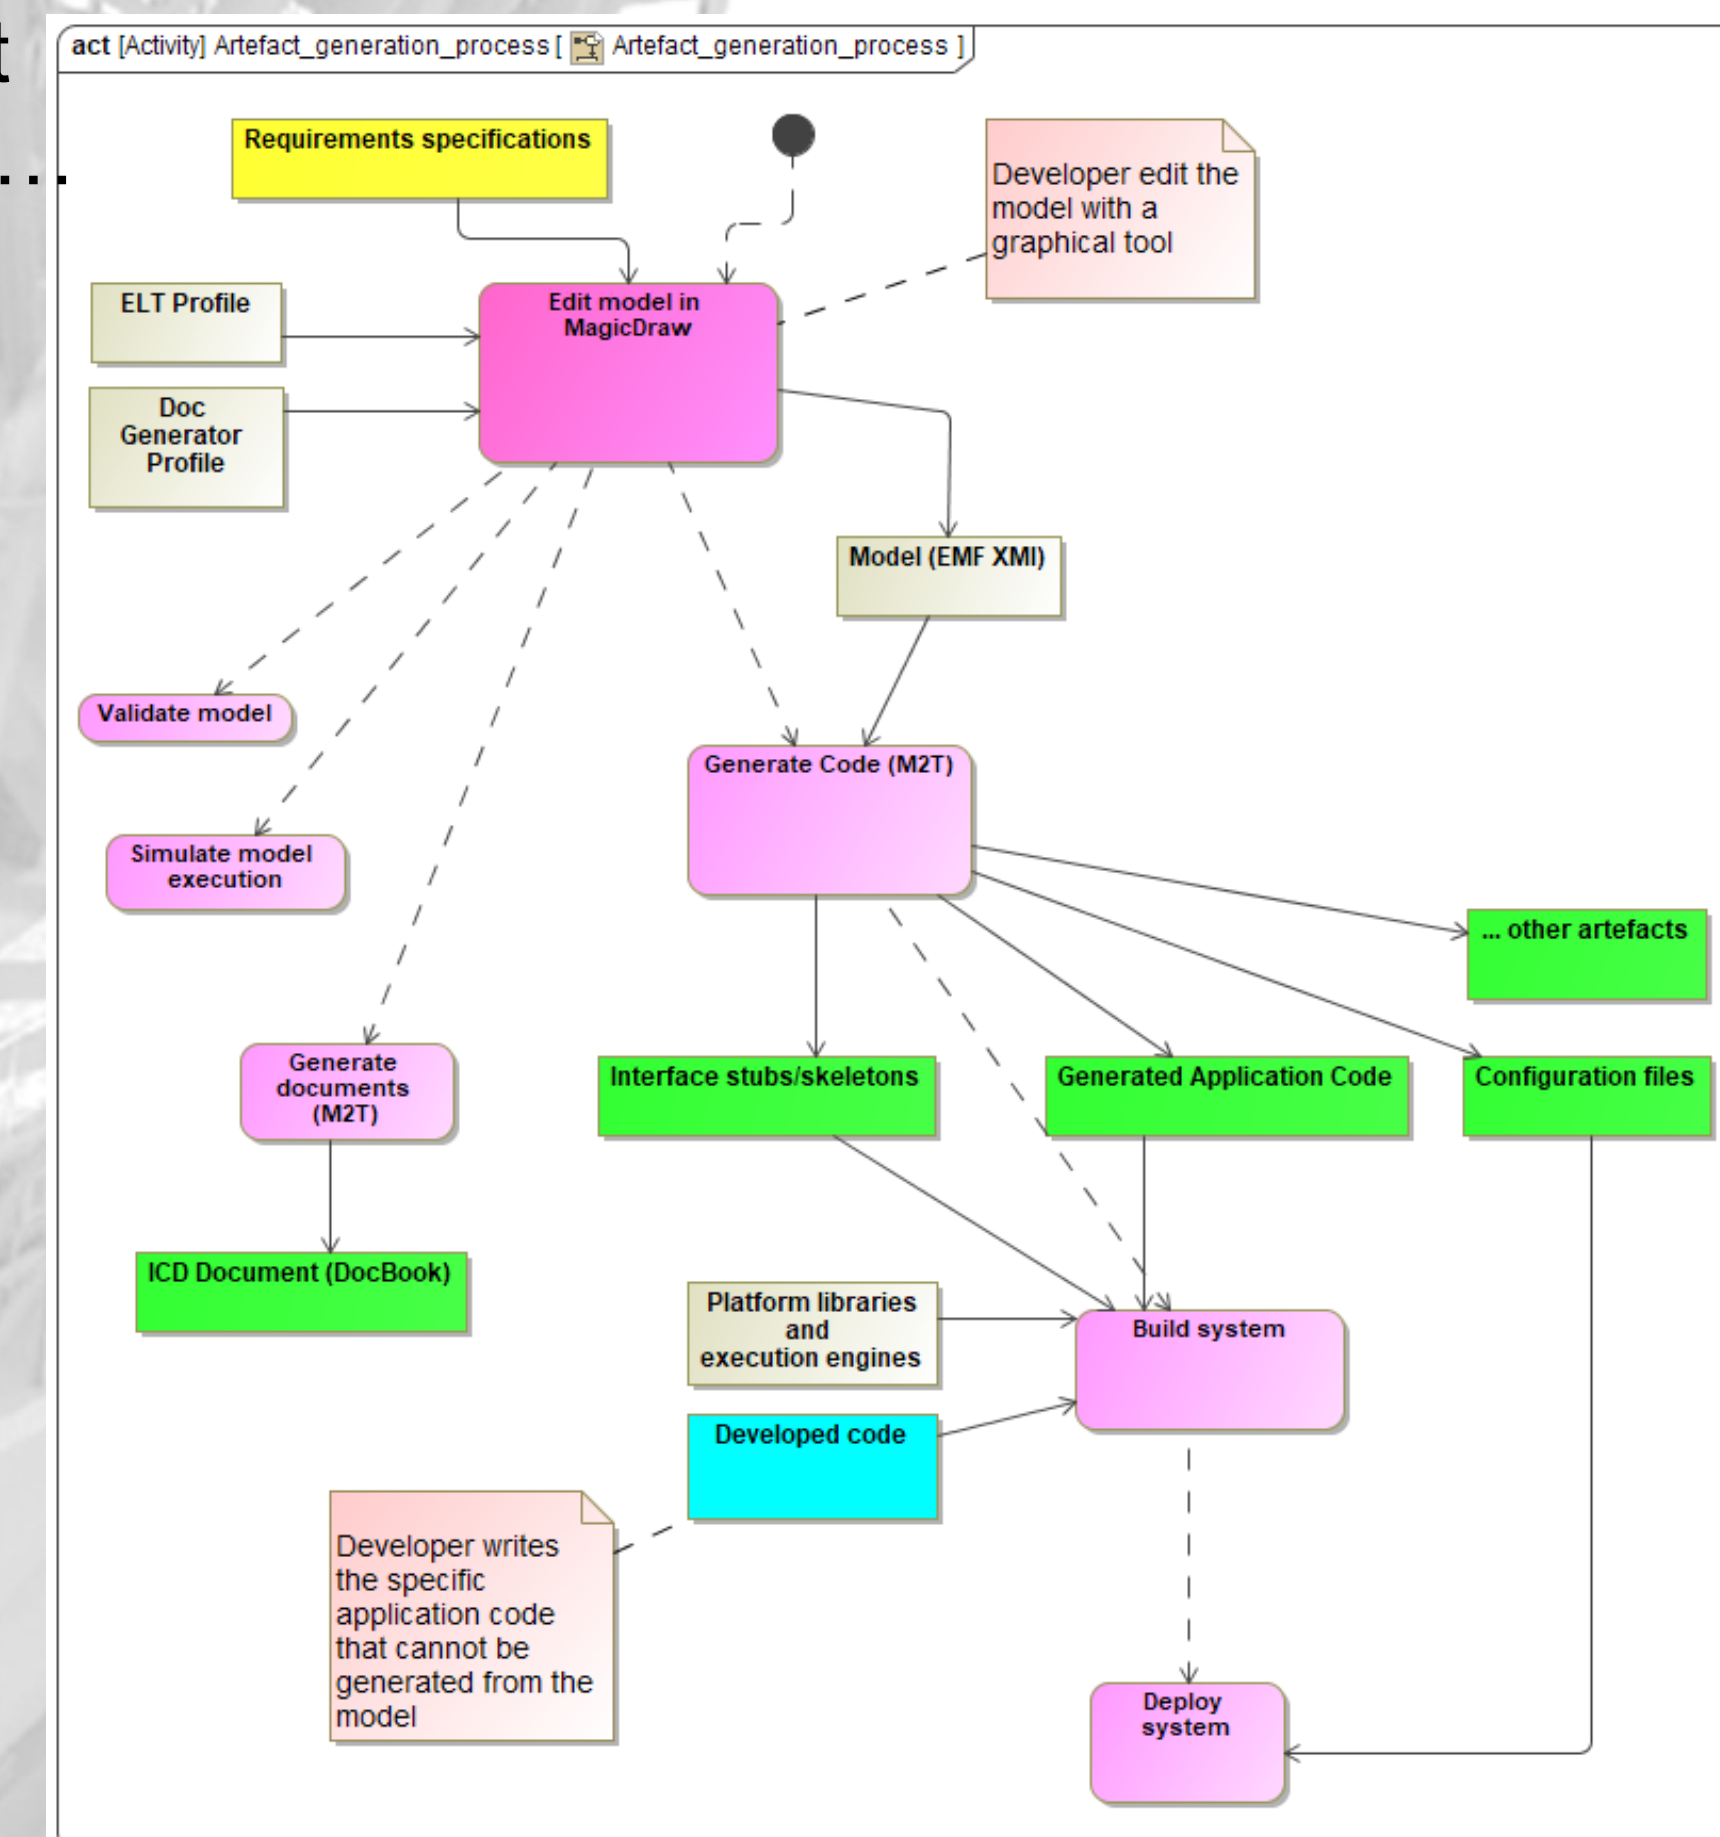 t
...
act [Activity] Artefact_generation_process [ Artefact_generation_process ]
Requirements specifications
Developer edit the
model with a
graphical tool
ELT Profile
Edit model in
MagicDraw
Doc
Generator
Profile
Model (EMF XMI)
Validate model
Generate Code (M2T)
Simulate model
execution
... other artefacts
Generate
documents
(M2T)
Interface stubs/skeletons
Generated Application Code
Configuration files
ICD Document (DocBook)
Platform libraries
and
execution engines
Build system
Developed code
Developer writes
the specific
application code
that cannot be
generated from the
model
Deploy
system